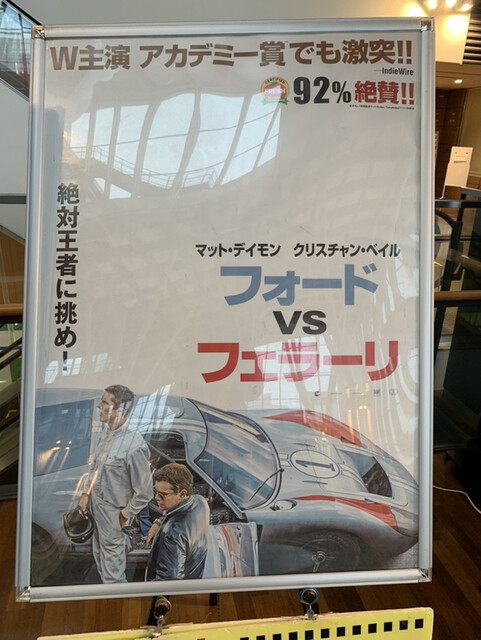 W主演 アカデミー賞でも激突!!
—IndieWire
92%絶賛!!
絶対王者に挑め！
マット・デイモン クリスチャン・ベイル
フォード
VS
フェラーリ
1